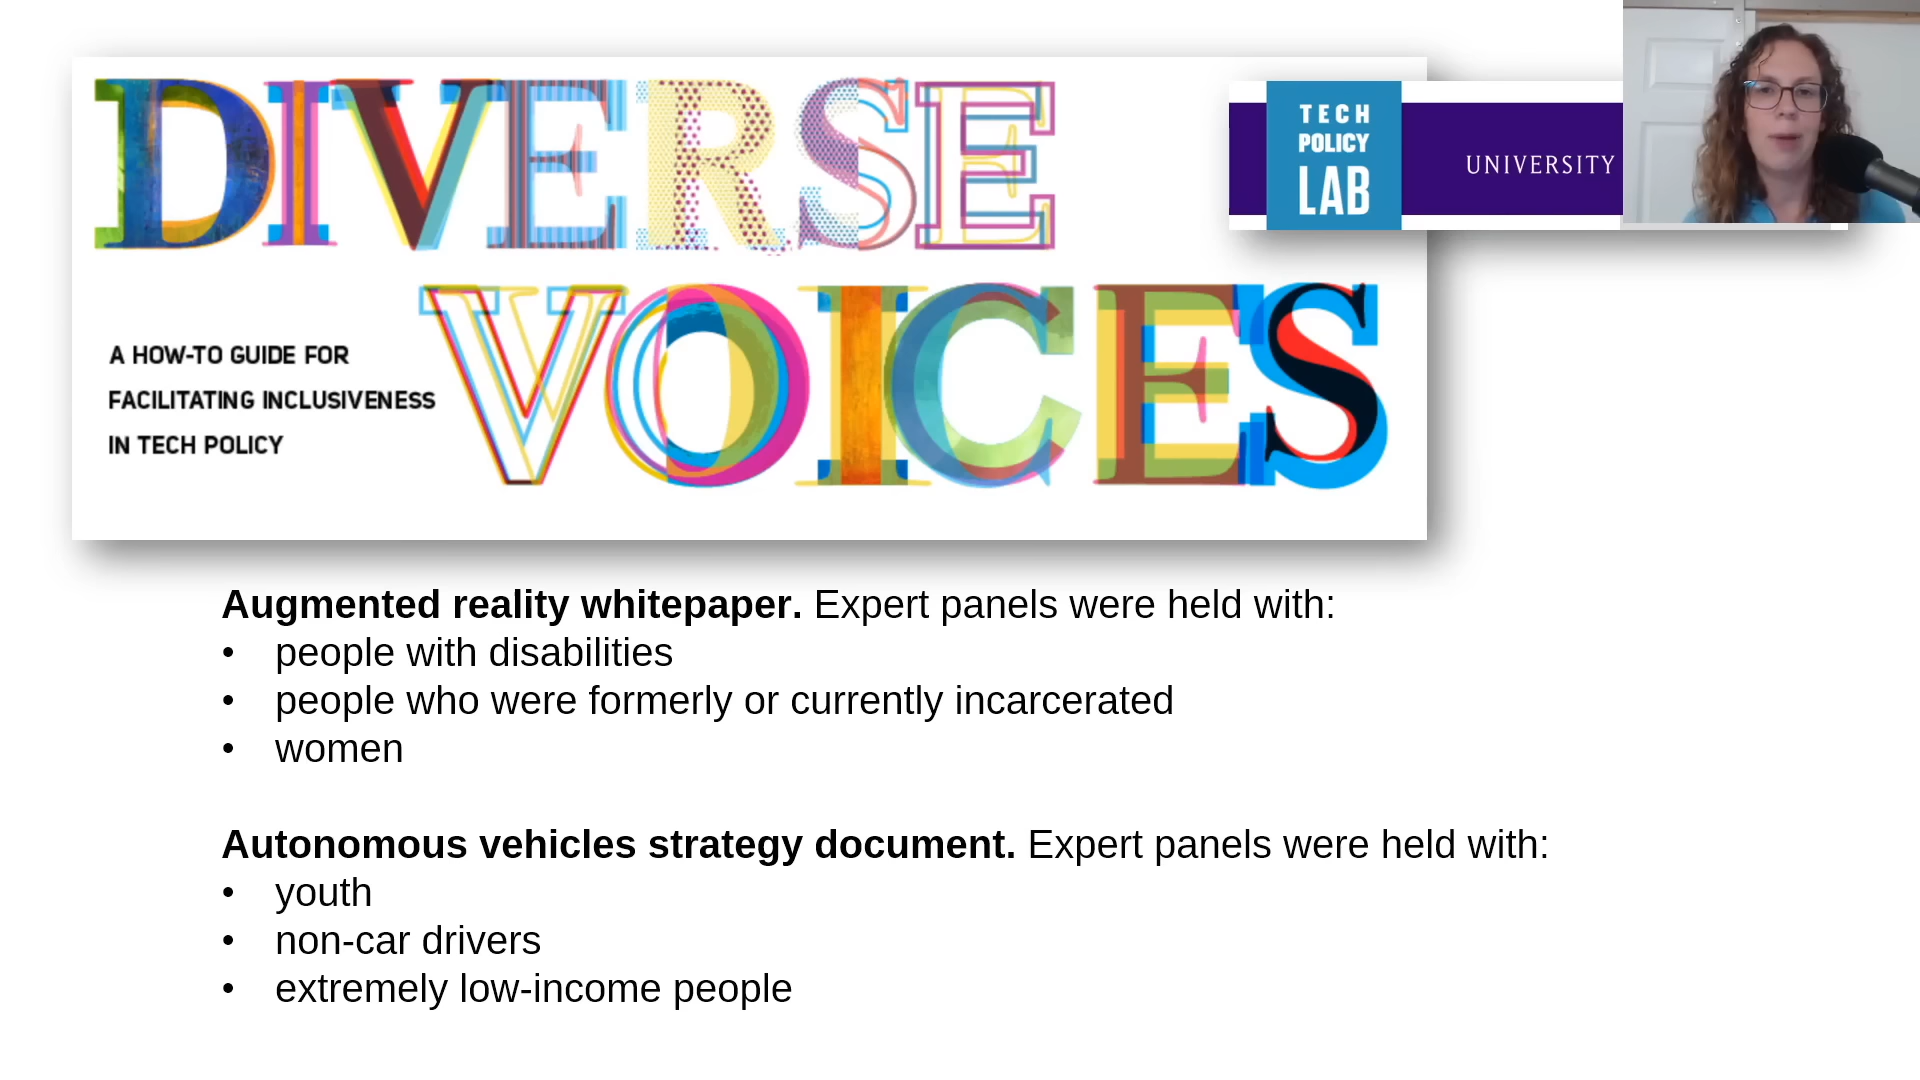 DIVERSE
VOICES
A HOW-TO GUIDE FOR
FACILITATING INCLUSIVENESS
IN TECH POLICY
TECH
POLICY
LAB
UNIVERSITY
Augmented reality whitepaper. Expert panels were held with:
• people with disabilities
• people who were formerly or currently incarcerated
• women
Autonomous vehicles strategy document. Expert panels were held with:
• youth
• non-car drivers
• extremely low-income people